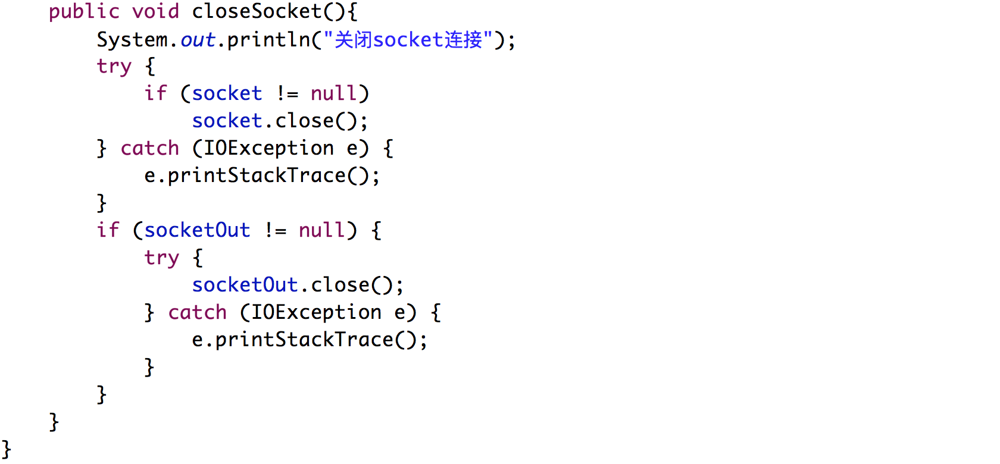 public void closeSocket(){
System.out.println("关闭socket连接");
try {
if (socket != null)
socket.close();
} catch (IOException e) {
e.printStackTrace();
}
if (socketOut != null) {
try {
socketOut.close();
} catch (IOException e) {
e.printStackTrace();
}
}
}
}